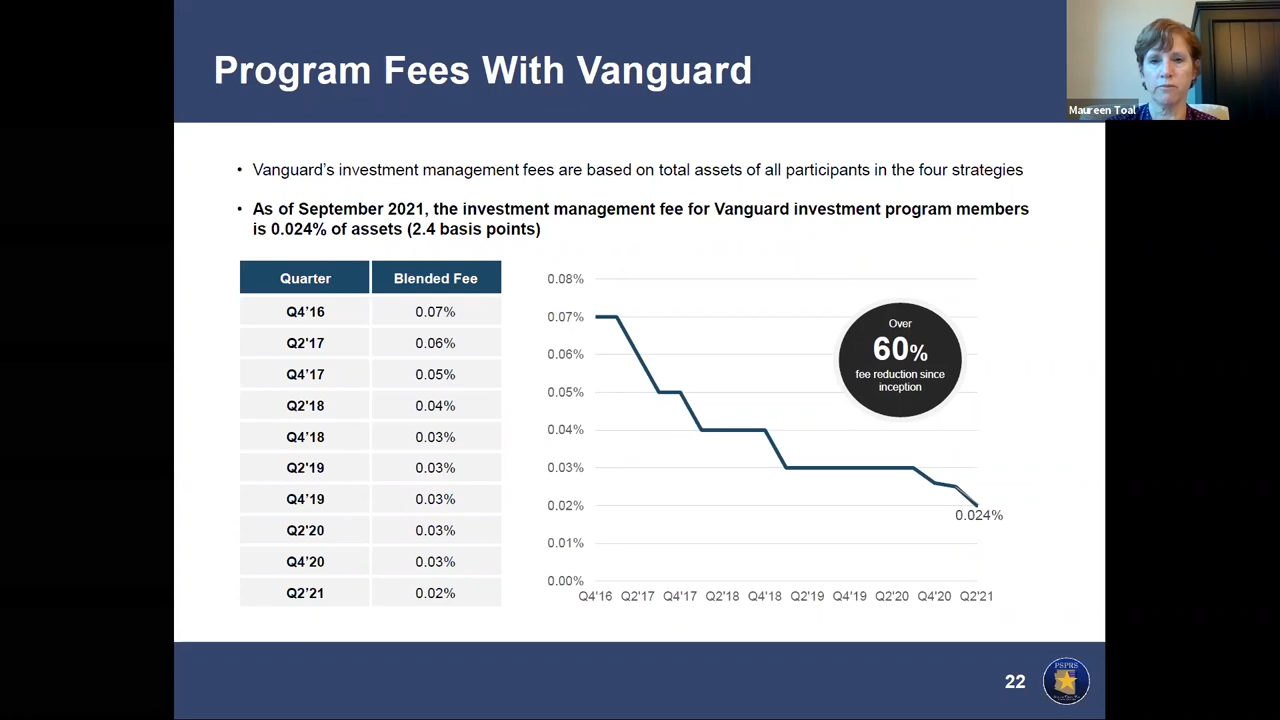 Program Fees With Vanguard
Maureen Toal
• Vanguard’s investment management fees are based on total assets of all participants in the four strategies
• As of September 2021, the investment management fee for Vanguard investment program members
is 0.024% of assets (2.4 basis points)
Quarter Blended Fee
Q4’16 0.07%
Q2’17 0.06%
Q4’17 0.05%
Q2’18 0.04%
Q4’18 0.03%
Q2’19 0.03%
Q4’19 0.03%
Q2’20 0.03%
Q4’20 0.03%
Q2’21 0.02%
0.08%
0.07%
0.06%
0.05%
0.04%
0.03%
0.02%
0.01%
0.00%
Over
60%
fee reduction since
inception
0.024%
Q4'16 Q2'17 Q4'17 Q2'18 Q4'18 Q2'19 Q4'19 Q2'20 Q4'20 Q2'21
22
PSPRS